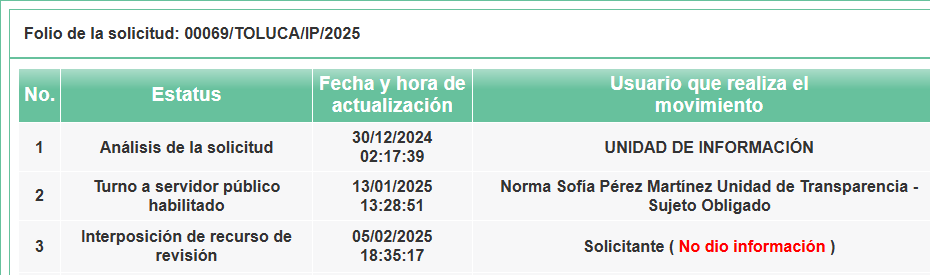 Folio de la solicitud: 00069/TOLUCA/IP/2025
No. Estatus Fecha y hora de actualización Usuario que realiza el movimiento
1 Análisis de la solicitud 30/12/2024 02:17:39 UNIDAD DE INFORMACIÓN
2 Turno a servidor público habilitado 13/01/2025 13:28:51 Norma Sofía Pérez Martínez Unidad de Transparencia - Sujeto Obligado
3 Interposición de recurso de revisión 05/02/2025 18:35:17 Solicitante ( No dio información )